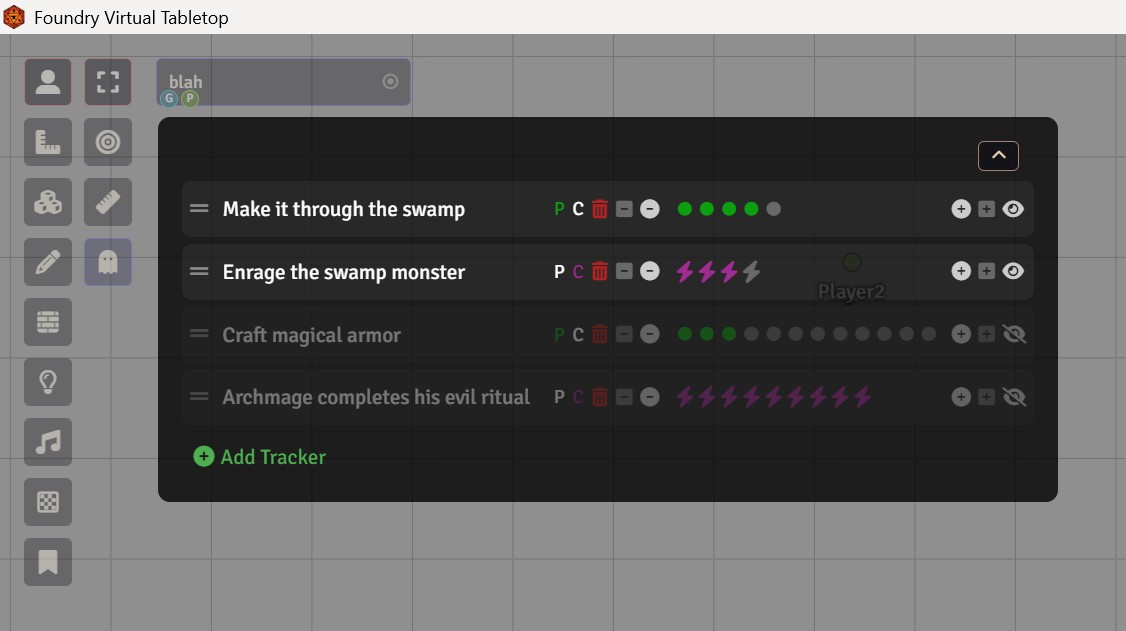 Foundry Virtual Tabletop
blah
G P
Make it through the swamp P C
Enrage the swamp monster P C
Player2
Craft magical armor P C
Archmage completes his evil ritual P C
Add Tracker